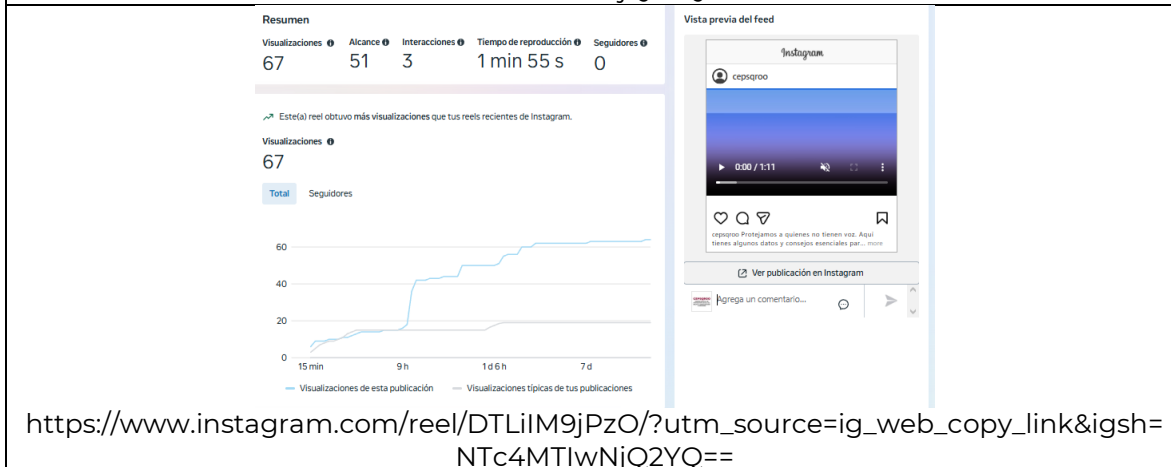 Resumen
Visualizaciones Alcance Interacciones Tiempo de reproducción Seguidores
67 51 3 1 min 55 s 0
Este(a) reel obtuvo más visualizaciones que tus reels recientes de Instagram.
Visualizaciones
67
Total Seguidores
60
40
20
0
15 min 9 h 1 d 6 h 7 d
Visualizaciones de esta publicación Visualizaciones típicas de tus publicaciones
Vista previa del feed
Instagram
cepsqroo
0:00 / 1:11
cepsqroo Protejamos a quienes no tienen voz. Aquí
tienes algunos datos y consejos esenciales par... more
Ver publicación en Instagram
Agrega un comentario...
https://www.instagram.com/reel/DTLiIM9jPzO/?utm_source=ig_web_copy_link&igsh=
NTc4MTIwNjQ2YQ==